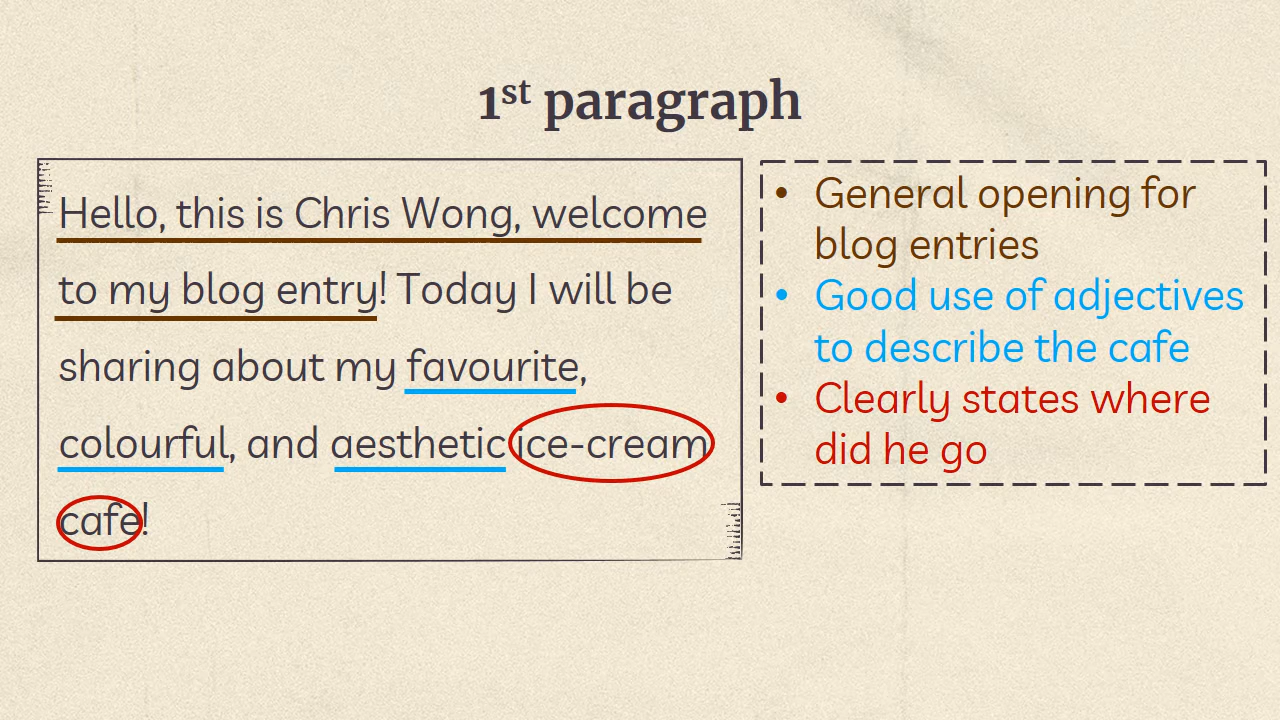 1st paragraph
Hello, this is Chris Wong, welcome
to my blog entry! Today I will be
sharing about my favourite,
colourful, and aesthetic ice-cream
cafe!
• General opening for
blog entries
• Good use of adjectives
to describe the cafe
• Clearly states where
did he go